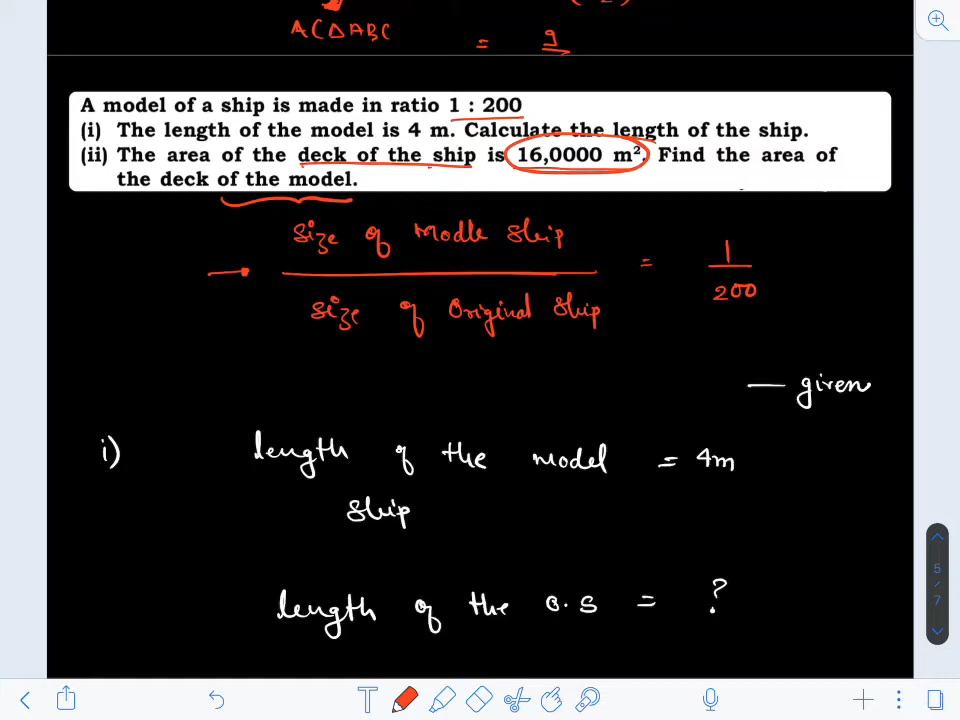 A C Δ ABC
= 9
A model of a ship is made in ratio 1 : 200
(i) The length of the model is 4 m. Calculate the length of the ship.
(ii) The area of the deck of the ship is 16,0000 m². Find the area of
the deck of the model.
Size of Modle Ship
= 1
200
Size of Original Ship
— given
i) length of the model = 4m
Ship
length of the o.s = ?
5
/
7
T